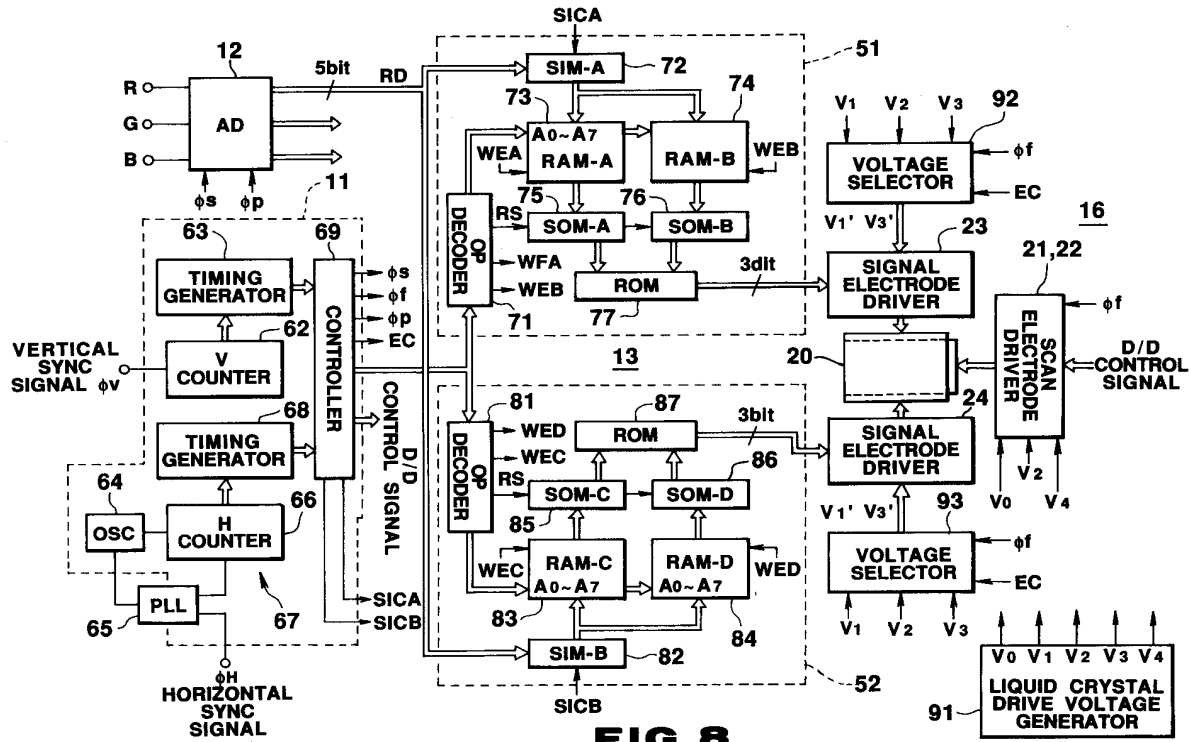 SICA
12
R
G
B
AD
5bit
RD
φs
φp
11
SIM-A
72
51
73
74
A0~A7
RAM-A
RAM-B
WEA
WEB
75
76
RS
SOM-A
SOM-B
OP DECODER
WFA
WEB
71
ROM
77
3dit
V1
V2
V3
92
VOLTAGE SELECTOR
φf
EC
V1' V3'
16
23
SIGNAL ELECTRODE DRIVER
21,22
φf
SCAN ELECTRODE DRIVER
D/D CONTROL SIGNAL
20
V0
V2
V4
24
SIGNAL ELECTRODE DRIVER
V1' V3'
93
VOLTAGE SELECTOR
φf
EC
V1
V2
V3
63
69
TIMING GENERATOR
CONTROLLER
φs
φf
φp
EC
62
V COUNTER
VERTICAL SYNC SIGNAL φv
68
TIMING GENERATOR
D/D CONTROL SIGNAL
64
OSC
66
H COUNTER
PLL
65
67
SICA
SICB
φH
HORIZONTAL SYNC SIGNAL
13
81
OP DECODER
WED
WEC
RS
87
ROM
3bit
86
SOM-C
SOM-D
85
RAM-C
A0~A7
RAM-D
A0~A7
WEC
WED
83
84
SIM-B
82
SICB
52
V0
V1
V2
V3
V4
LIQUID CRYSTAL DRIVE VOLTAGE GENERATOR
91
FIG.8